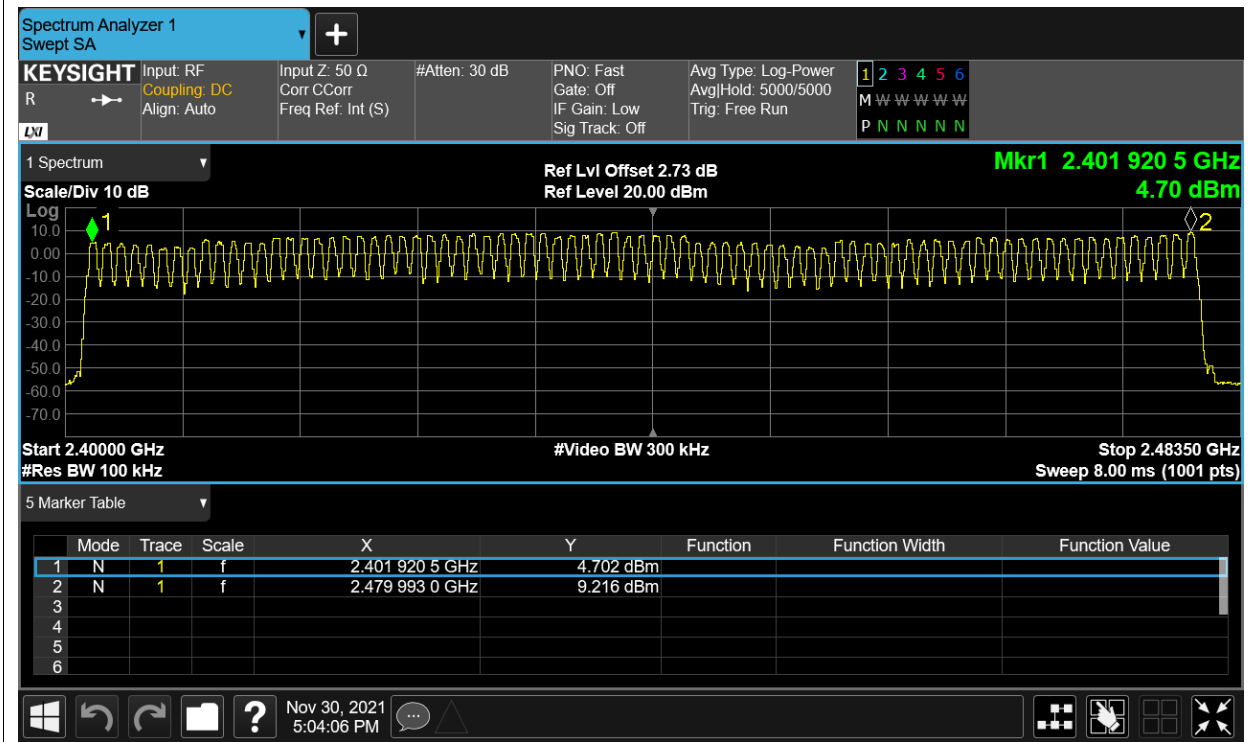 Spectrum Analyzer 1
Swept SA
KEYSIGHT
R
LXI
Input: RF
Coupling: DC
Align: Auto
Input Z: 50 Ω
Corr CCorr
Freq Ref: Int (S)
#Atten: 30 dB
PNO: Fast
Gate: Off
IF Gain: Low
Sig Track: Off
Avg Type: Log-Power
Avg|Hold: 5000/5000
Trig: Free Run
1 2 3 4 5 6
M W W W W W
P N N N N N
1 Spectrum
Scale/Div 10 dB
Ref Lvl Offset 2.73 dB
Ref Level 20.00 dBm
Mkr1 2.401 920 5 GHz
4.70 dBm
Log
1
2
10.0
0.00
-10.0
-20.0
-30.0
-40.0
-50.0
-60.0
-70.0
Start 2.40000 GHz
#Res BW 100 kHz
#Video BW 300 kHz
Stop 2.48350 GHz
Sweep 8.00 ms (1001 pts)
5 Marker Table
Mode Trace Scale X Y Function Function Width Function Value
1 N 1 f 2.401 920 5 GHz 4.702 dBm
2 N 1 f 2.479 993 0 GHz 9.216 dBm
3
4
5
6
?
Nov 30, 2021
5:04:06 PM